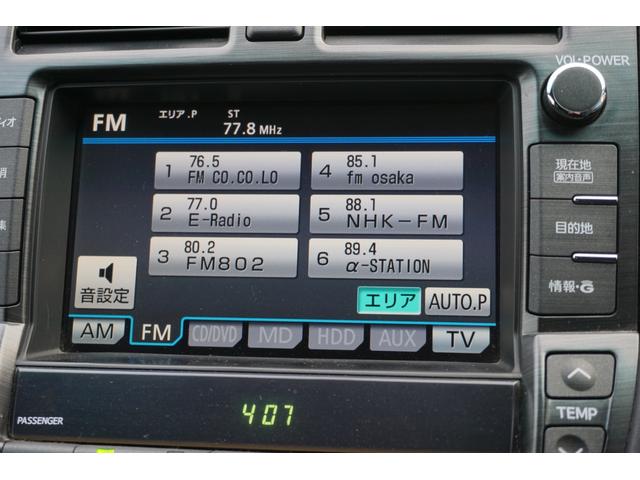 VOL・POWER
FM
エリア.P
ST
77.8 MHz
1 76.5 FM CO.CO.LO
4 85.1 fm osaka
2 77.0 E-Radio
5 88.1 NHK-FM
3 80.2 FM802
6 89.4 α-STATION
音設定
エリア
AUTO.P
AM
FM
CD/DVD
MD
HDD
AUX
TV
現在地
案内音声
目的地
情報・G
PASSENGER
407
TEMP